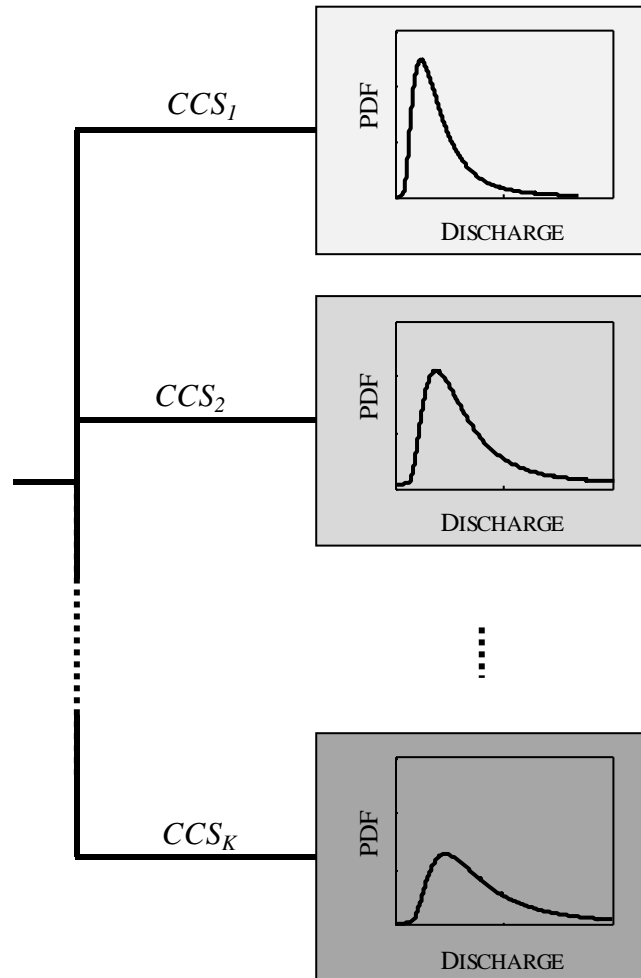 CCS1
PDF
DISCHARGE
CCS2
PDF
DISCHARGE
CCSK
PDF
DISCHARGE